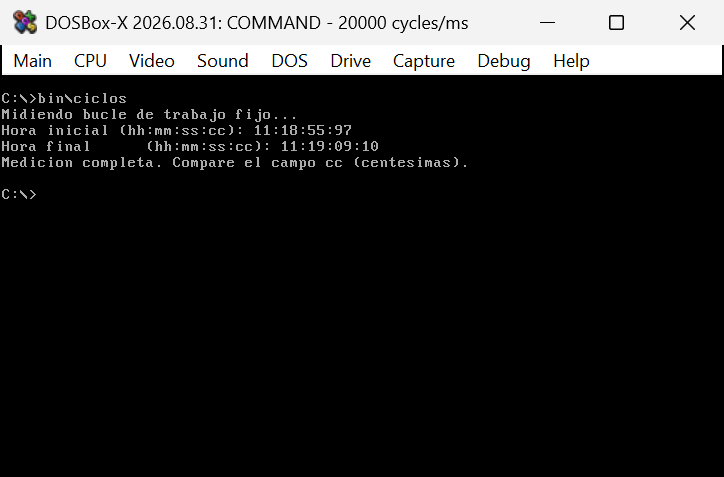 DOSBox-X 2026.08.31: COMMAND - 20000 cycles/ms
Main CPU Video Sound DOS Drive Capture Debug Help
C:\>bin\ciclos
Midiendo bucle de trabajo fijo...
Hora inicial (hh:mm:ss:cc): 11:18:55:97
Hora final      (hh:mm:ss:cc): 11:19:09:10
Medicion completa. Compare el campo cc (centesimas).
C:\>